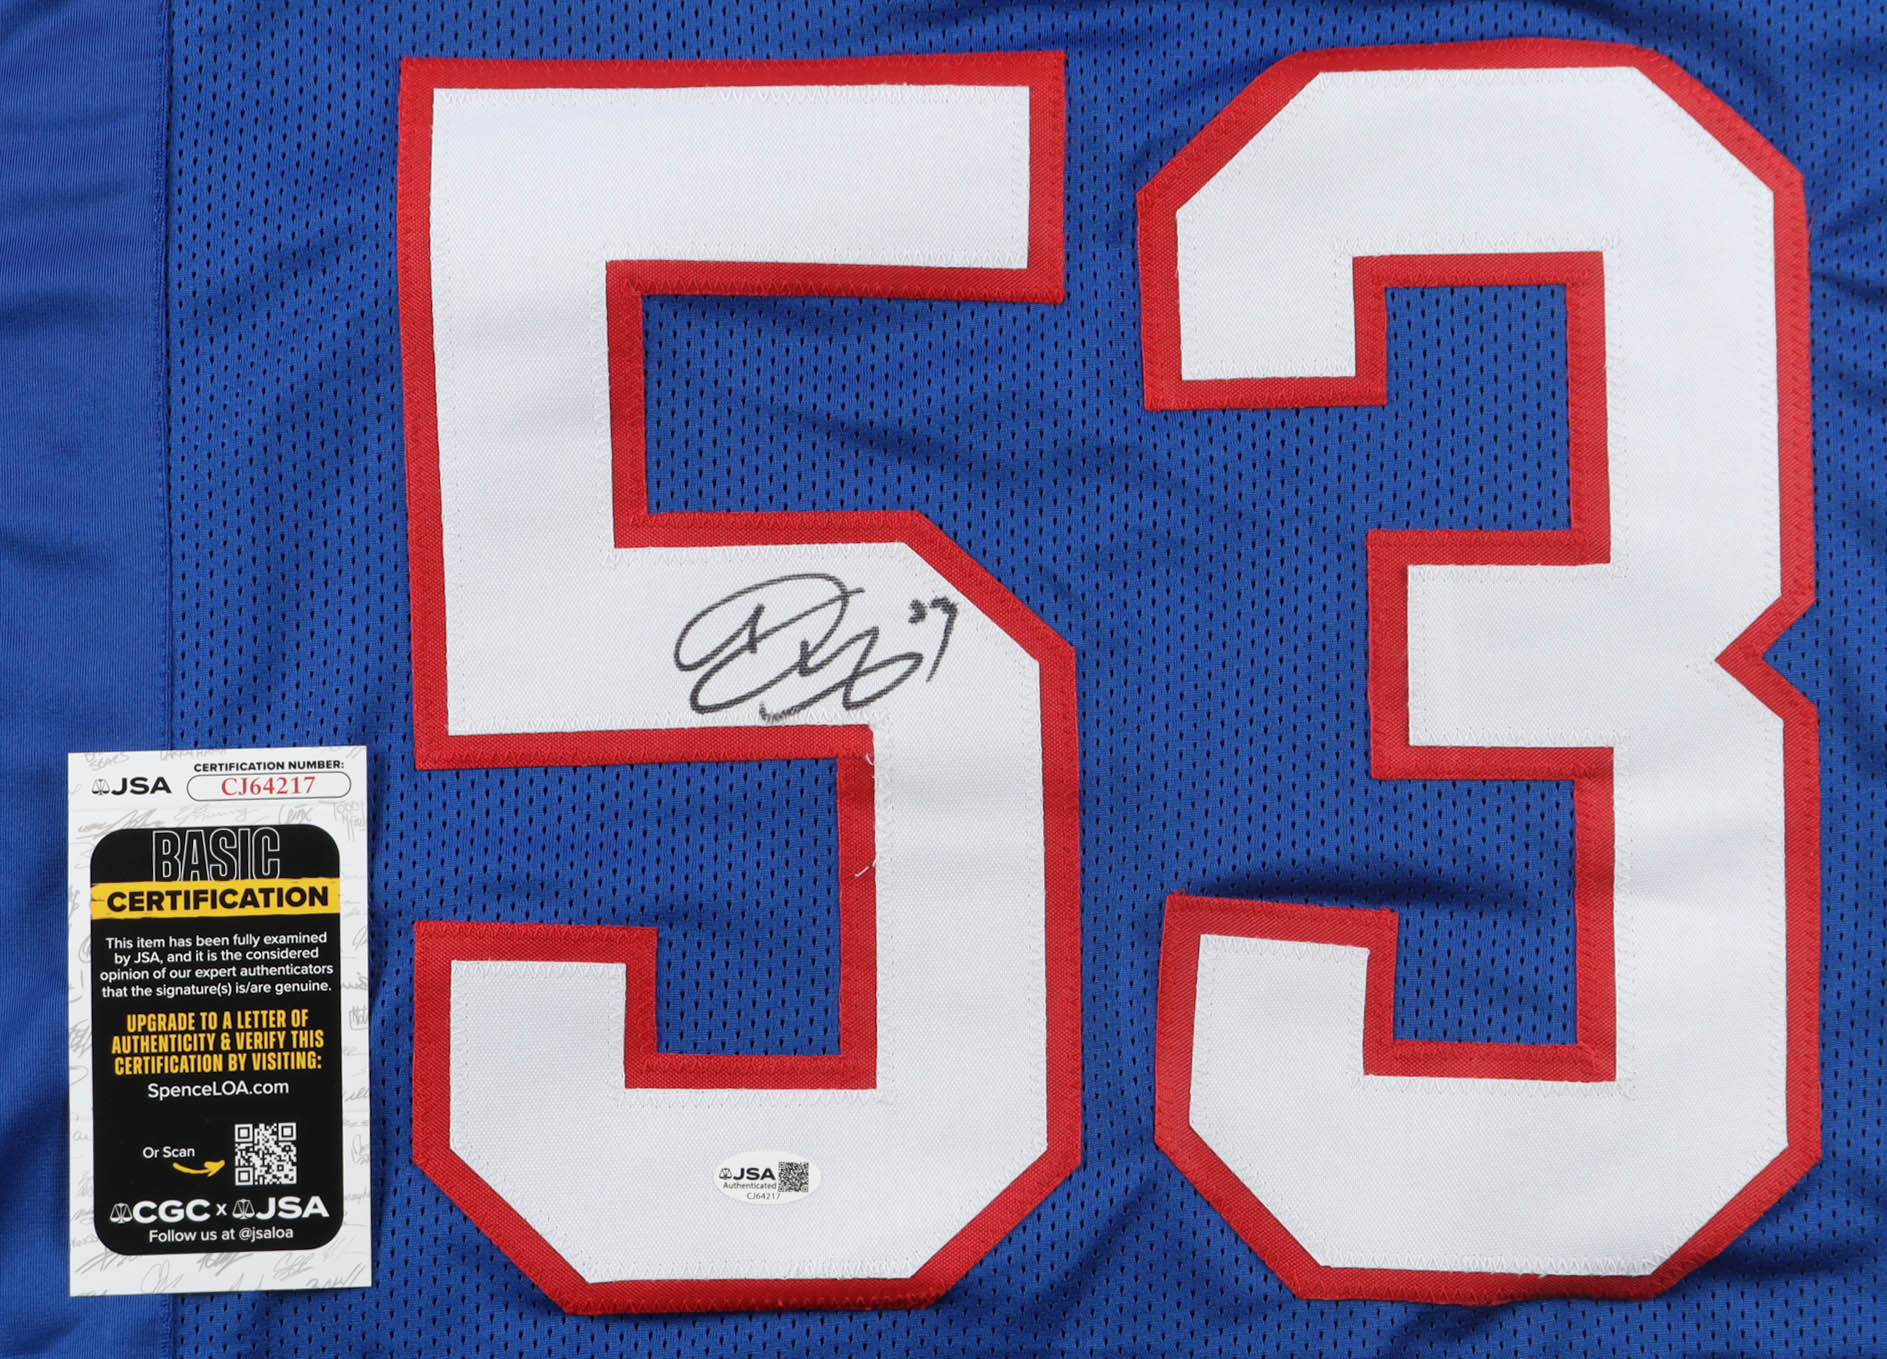 53
JSA
CERTIFICATION NUMBER:
CJ64217
BASIC
CERTIFICATION
This item has been fully examined
by JSA, and it is the considered
opinion of our expert authenticators
that the signature(s) is/are genuine.
UPGRADE TO A LETTER OF
AUTHENTICITY & VERIFY THIS
CERTIFICATION BY VISITING:
SpenceLOA.com
Or Scan
CGC x JSA
Follow us at @jsaloa
JSA
Authenticated
CJ64217